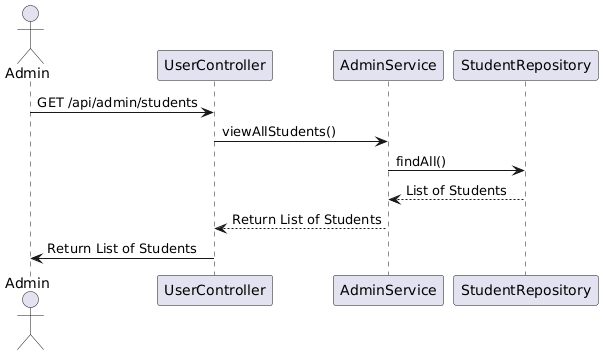 Admin
UserController
AdminService
StudentRepository
GET /api/admin/students
viewAllStudents()
findAll()
List of Students
Return List of Students
Return List of Students
Admin
UserController
AdminService
StudentRepository